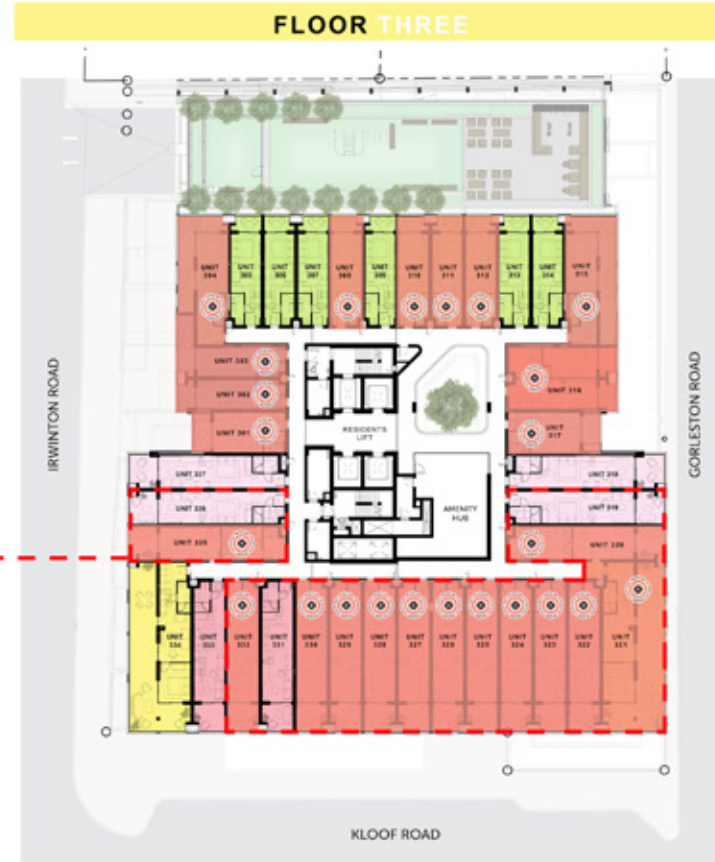 FLOOR THREE
UNIT
304
UNIT
305
UNIT
306
UNIT
307
UNIT
308
UNIT
309
UNIT
310
UNIT
311
UNIT
312
UNIT
313
UNIT
314
UNIT
315
UNIT 303
UNIT 302
UNIT 301
UNIT 316
UNIT
317
RESIDENTS
LIFT
IRWINTON ROAD
GORLESTON ROAD
UNIT 337
UNIT 318
UNIT 336
UNIT 319
AMENITY
HUB
UNIT 335
UNIT 320
UNIT
334
UNIT
333
UNIT
332
UNIT
331
UNIT
330
UNIT
329
UNIT
328
UNIT
327
UNIT
326
UNIT
325
UNIT
324
UNIT
323
UNIT
322
UNIT
321
KLOOF ROAD